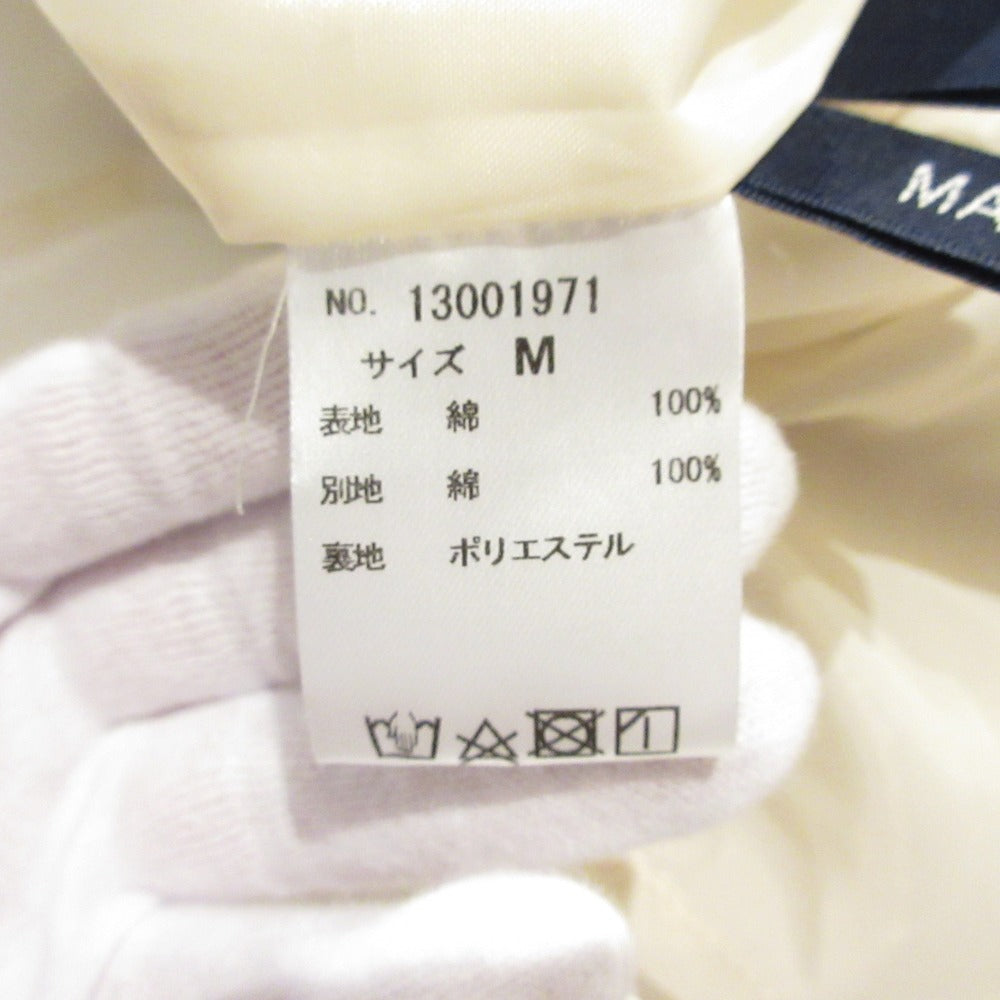 MA
NO. 13001971
サイズ M
表地 綿 100%
別地 綿 100%
裏地 ポリエステル